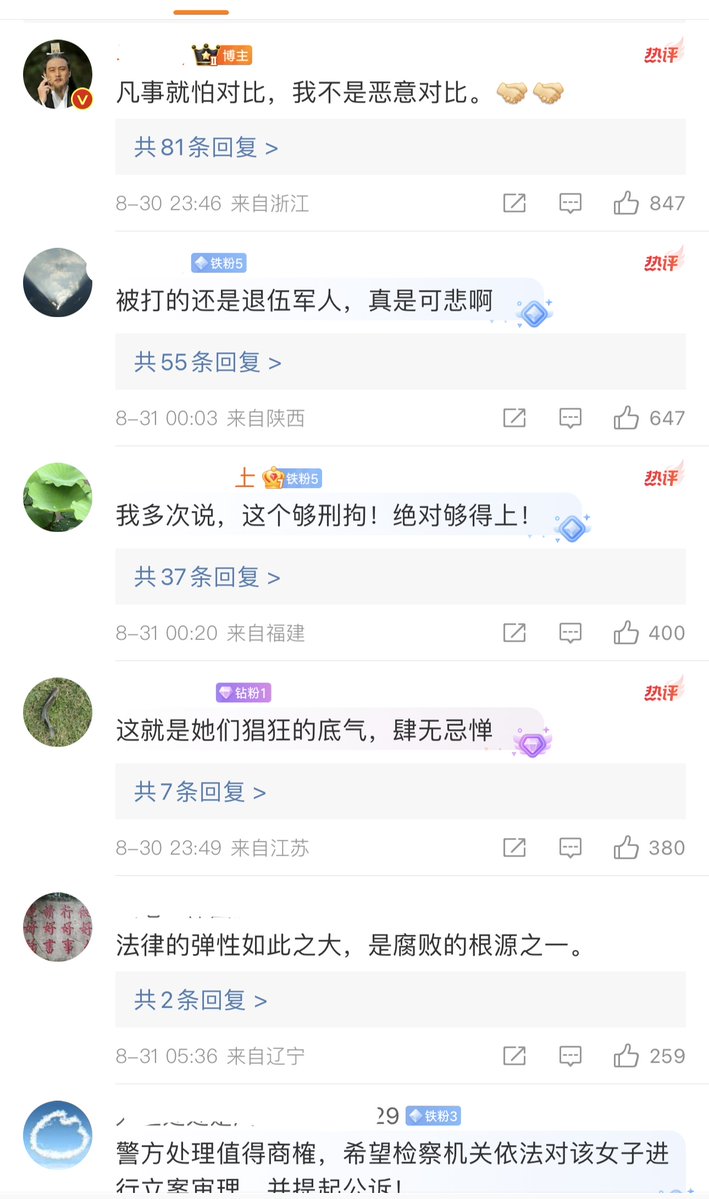 II 博主
热评
凡事就怕对比，我不是恶意对比。🤝🤝
共81条回复 >
8-30 23:46 来自浙江
847
铁粉5
热评
被打的还是退伍军人，真是可悲啊
共55条回复 >
8-31 00:03 来自陕西
647
土 铁粉5
热评
我多次说，这个够刑拘！绝对够得上！
共37条回复 >
8-31 00:20 来自福建
400
钻粉1
热评
这就是她们猖狂的底气，肆无忌惮
共7条回复 >
8-30 23:49 来自江苏
380
法律的弹性如此之大，是腐败的根源之一。
共2条回复 >
8-31 05:36 来自辽宁
259
29 铁粉3
警方处理值得商榷，希望检察机关依法对该女子进
行立案审理，并提起公诉！